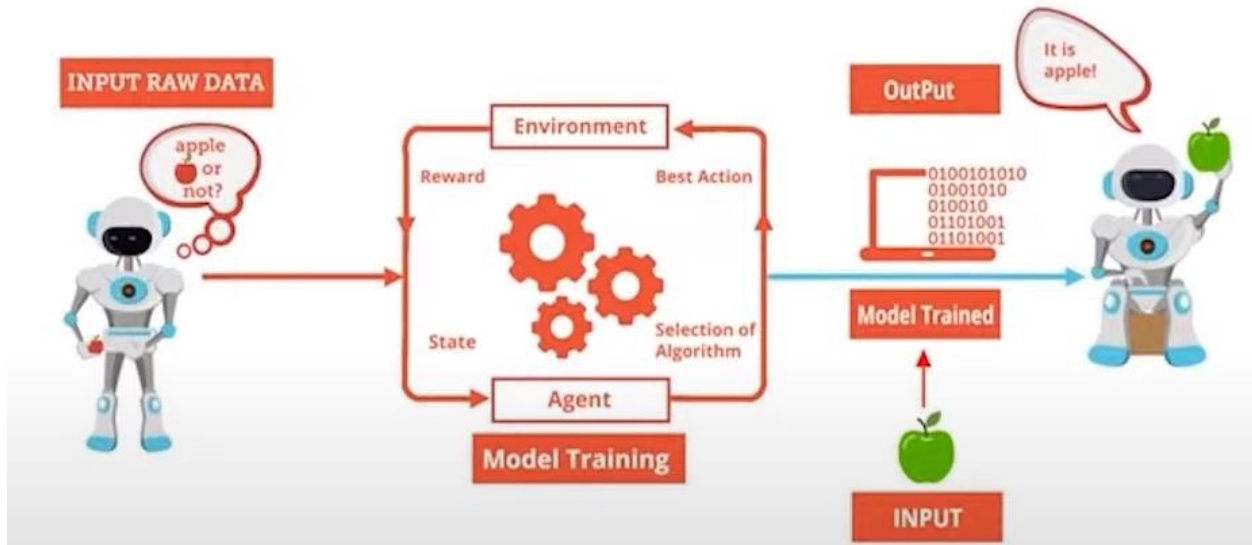 INPUT RAW DATA
apple
or
not?
Environment
Reward
Best Action
State
Selection of
Algorithm
Agent
Model Training
OutPut
0100101010
01001010
010010
01101001
01101001
Model Trained
INPUT
It is
apple!